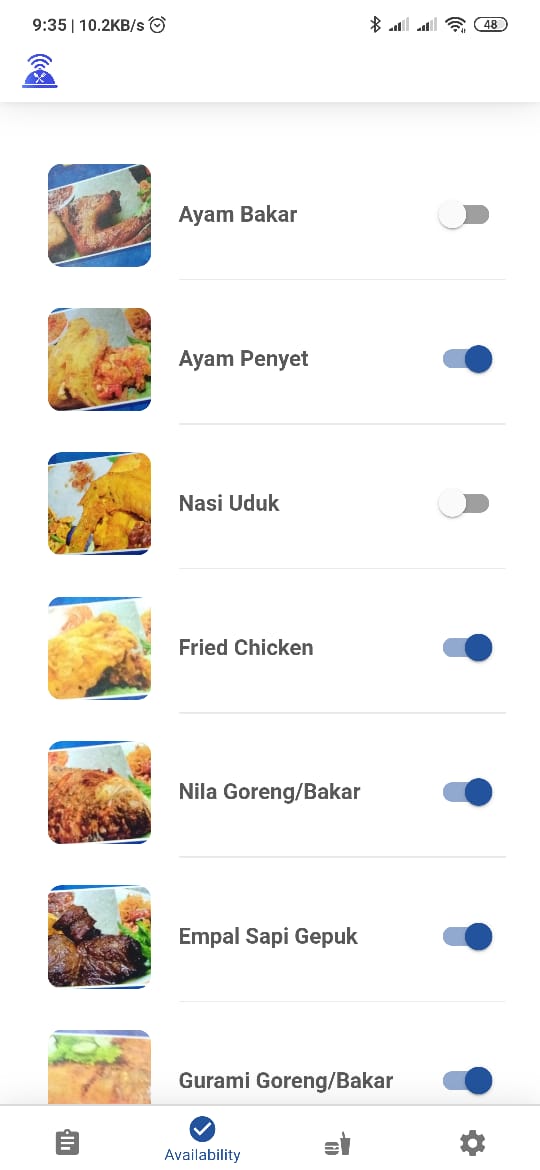 9:35 | 10.2KB/s
48
Ayam Bakar
Ayam Penyet
Nasi Uduk
Fried Chicken
Nila Goreng/Bakar
Empal Sapi Gepuk
Gurami Goreng/Bakar
Availability